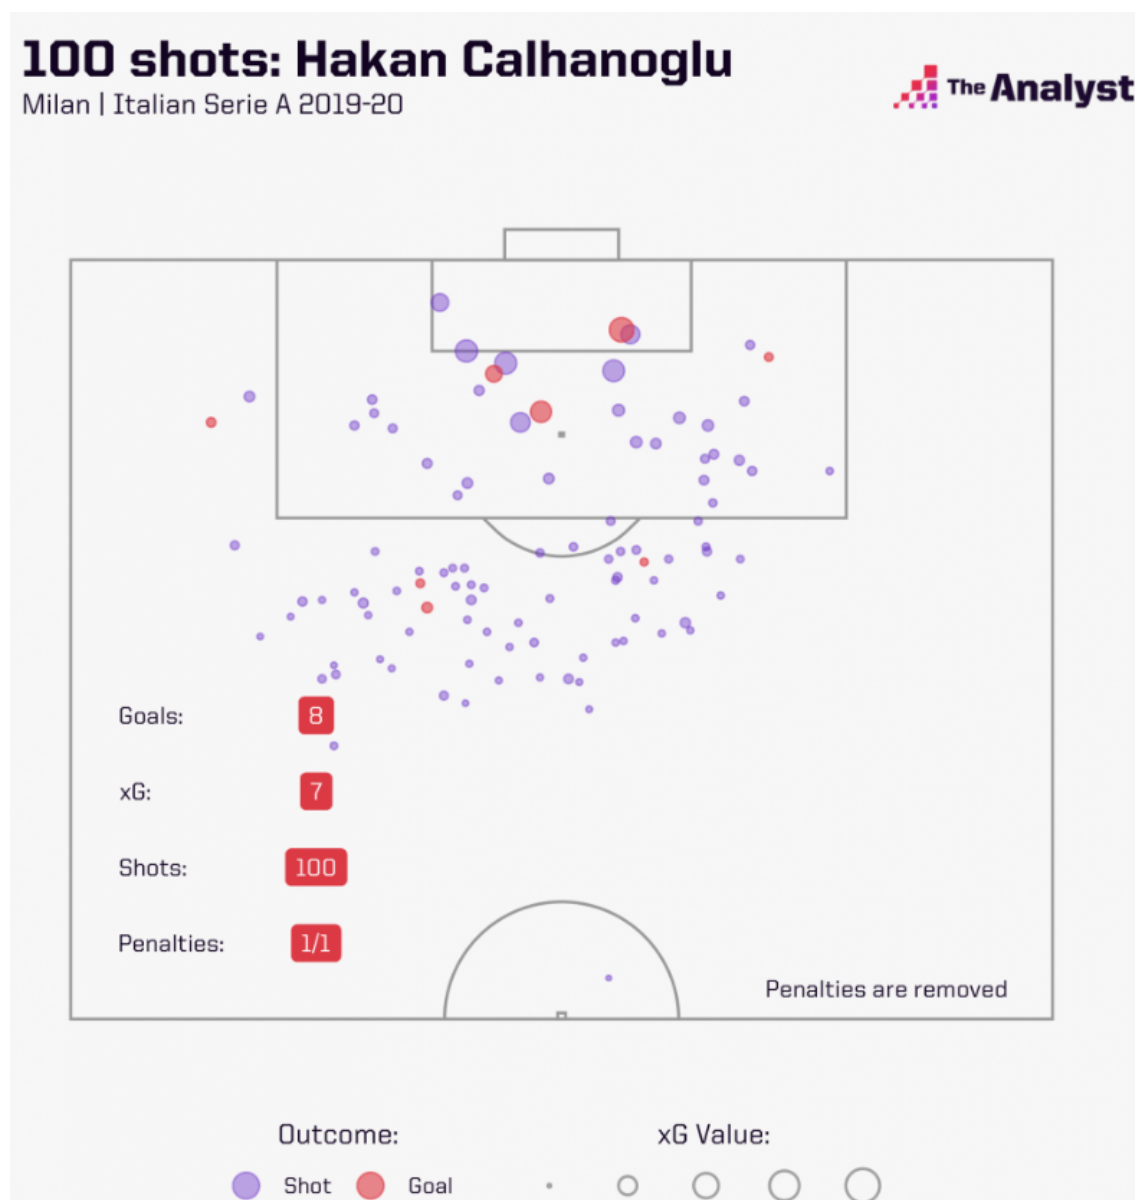 100 shots: Hakan Calhanoglu
Milan | Italian Serie A 2019-20
The Analyst
Goals: 8
xG: 7
Shots: 100
Penalties: 1/1
Penalties are removed
Outcome: xG Value:
Shot Goal